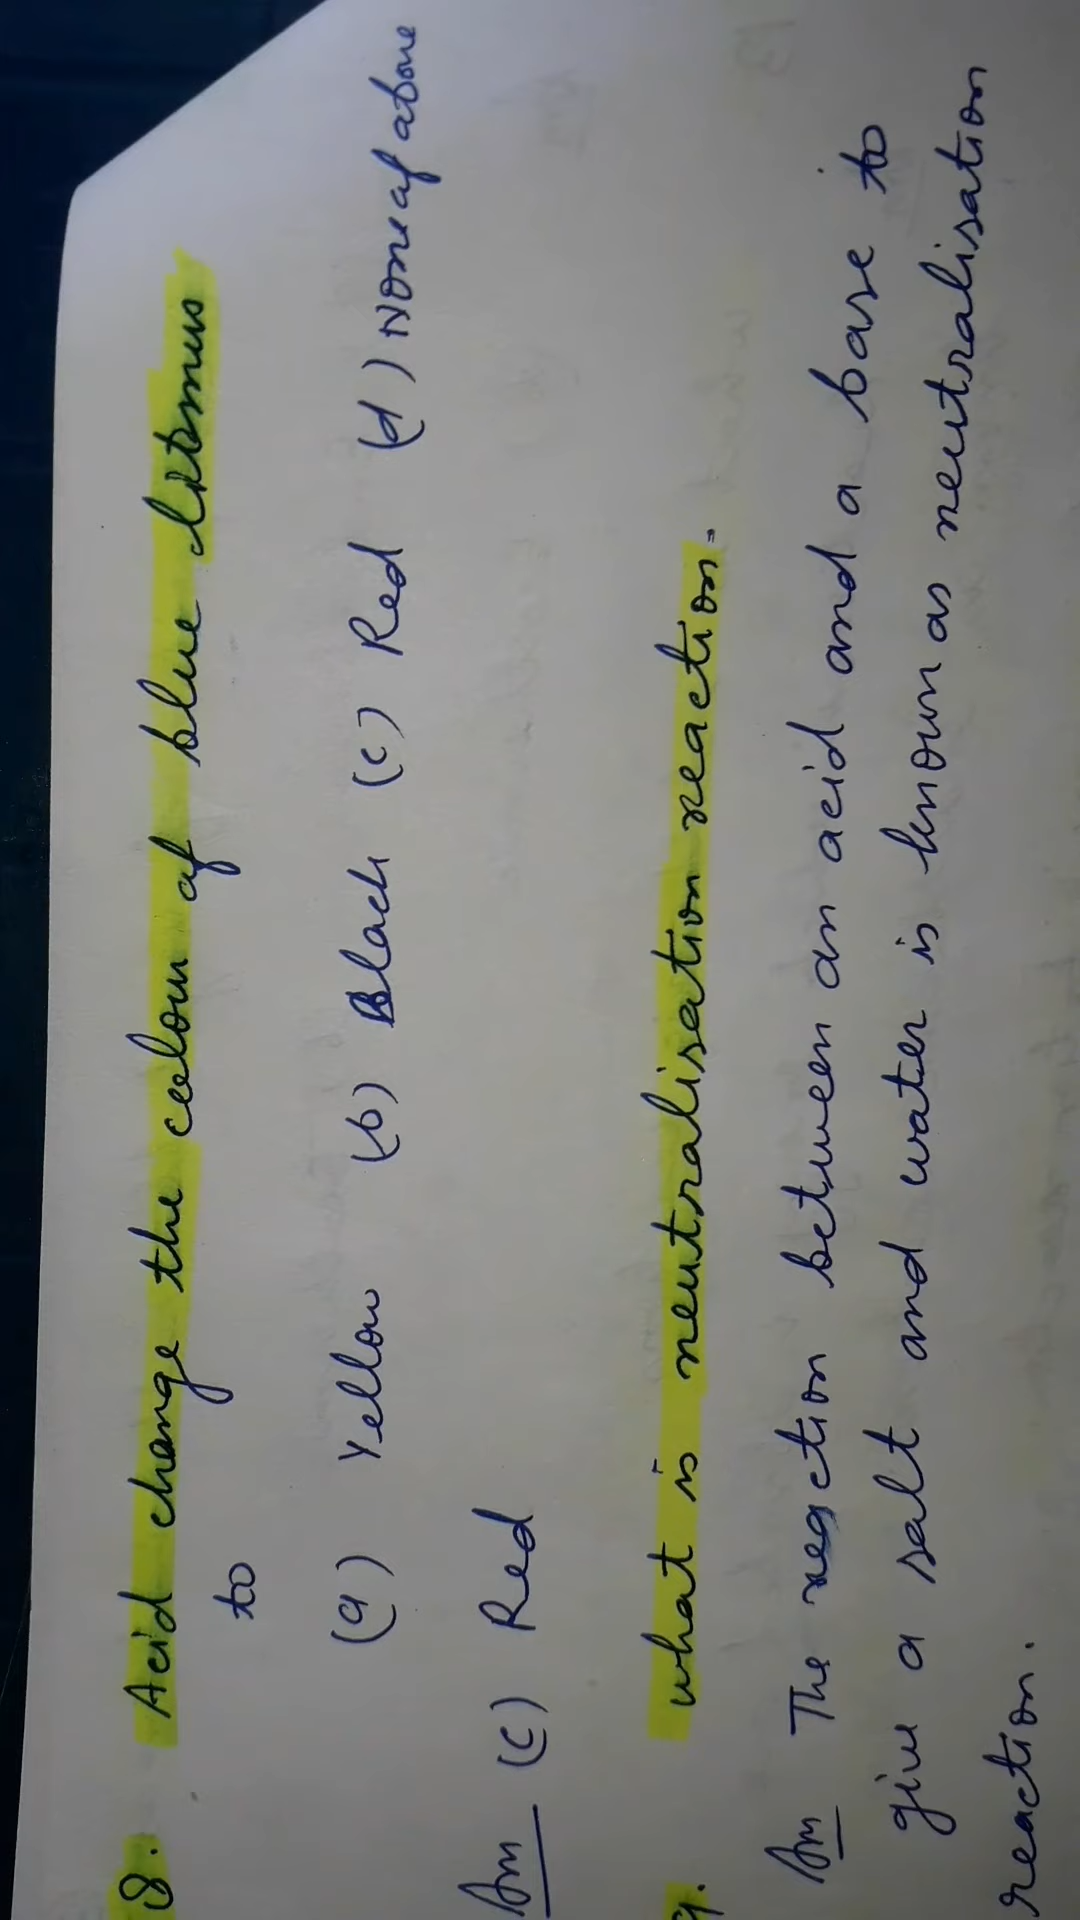 8. Acid change the colour of blue litmus
to
(a) Yellow (b) Black (c) Red (d) None of above
Ans (c) Red
9. what is neutralisation reaction.
Ans The reaction between an acid and a base to
give a salt and water is known as neutralisation
reaction.